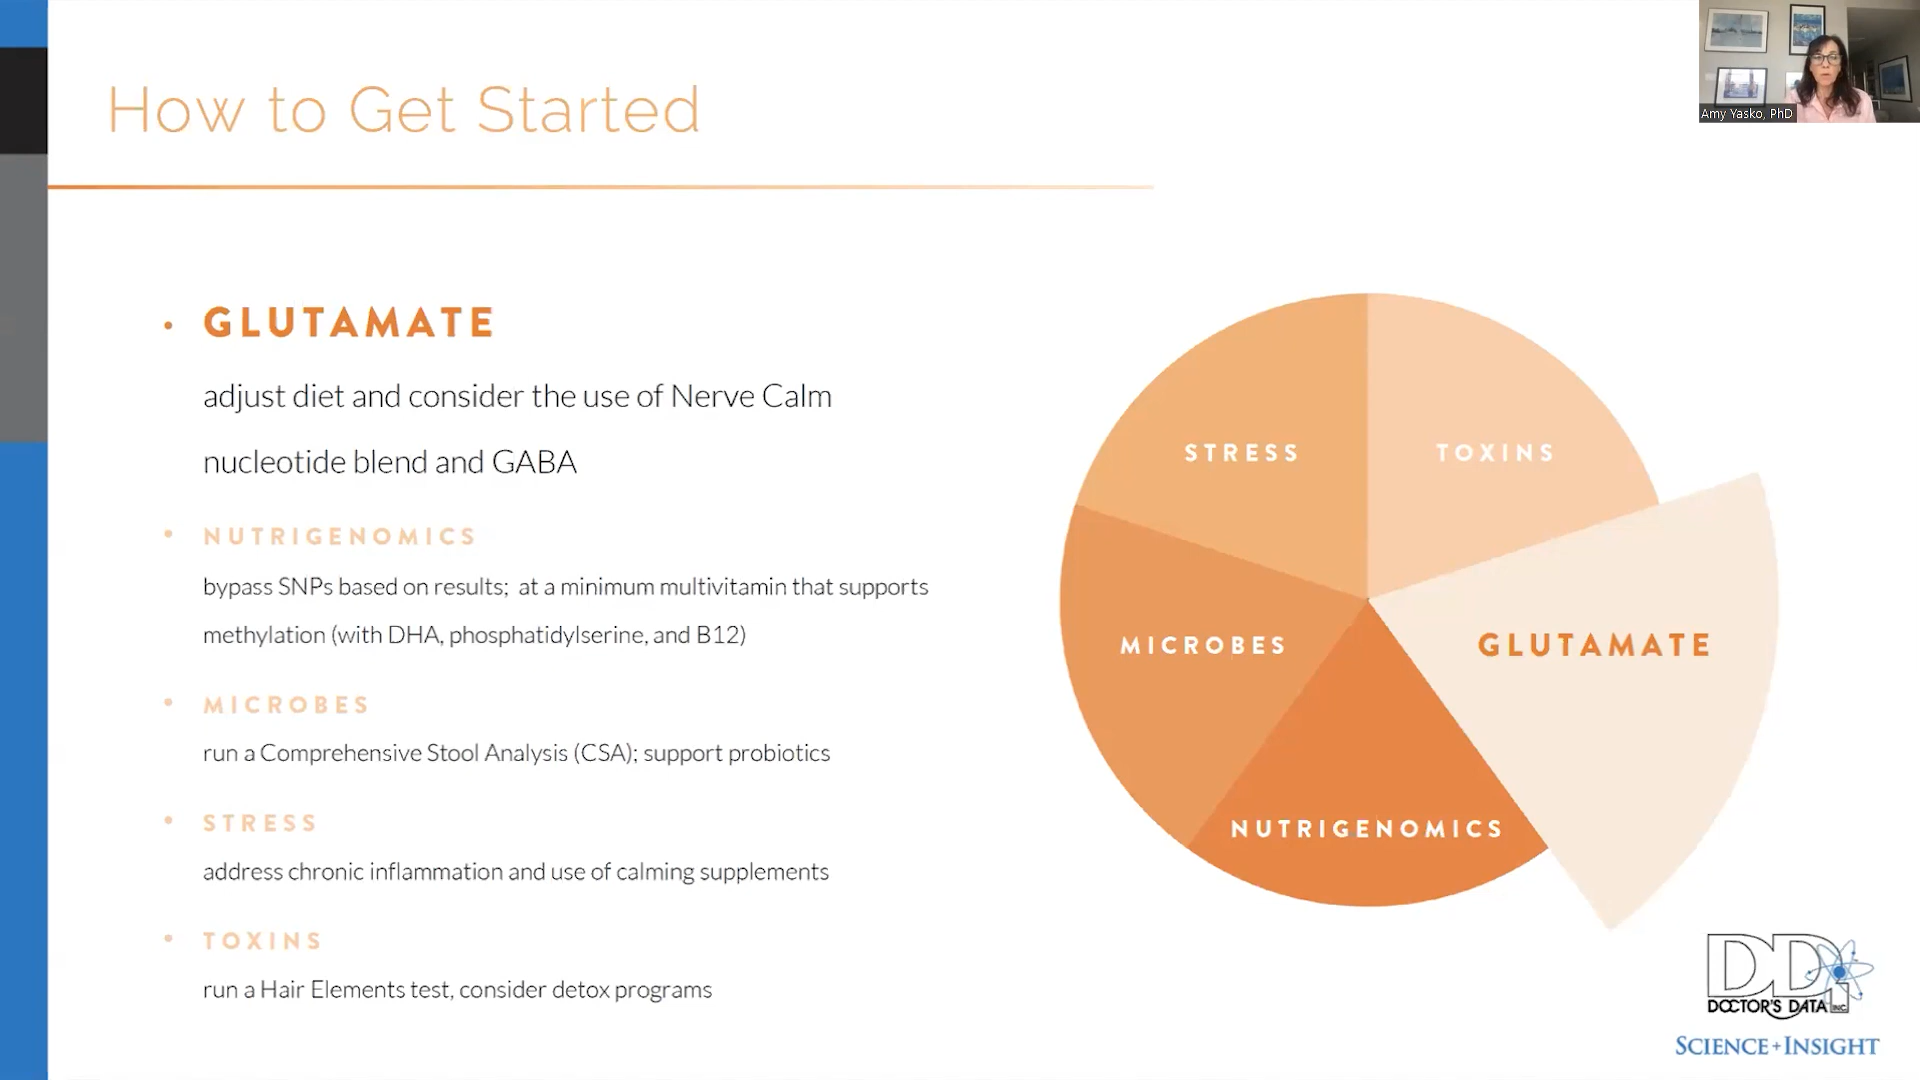 How to Get Started
Amy Yasko, PhD
• GLUTAMATE
adjust diet and consider the use of Nerve Calm
nucleotide blend and GABA
• NUTRIGENOMICS
bypass SNPs based on results;  at a minimum multivitamin that supports
methylation (with DHA, phosphatidylserine, and B12)
• MICROBES
run a Comprehensive Stool Analysis (CSA); support probiotics
• STRESS
address chronic inflammation and use of calming supplements
• TOXINS
run a Hair Elements test, consider detox programs
STRESS
TOXINS
MICROBES
GLUTAMATE
NUTRIGENOMICS
DDI
DOCTOR'S DATA INC.
SCIENCE+INSIGHT